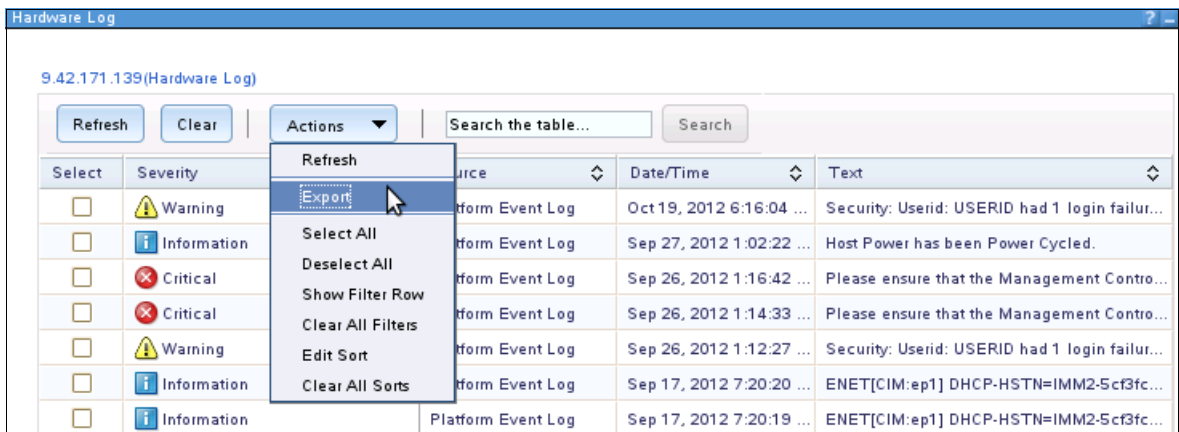 Hardware Log ? –
9.42.171.139(Hardware Log)
Refresh Clear Actions Search the table... Search
Select Severity urce Date/Time Text
Refresh
Export
Select All
Deselect All
Show Filter Row
Clear All Filters
Edit Sort
Clear All Sorts
Warning tform Event Log Oct 19, 2012 6:16:04 ... Security: Userid: USERID had 1 login failur...
Information tform Event Log Sep 27, 2012 1:02:22 ... Host Power has been Power Cycled.
Critical tform Event Log Sep 26, 2012 1:16:42 ... Please ensure that the Management Contro...
Critical tform Event Log Sep 26, 2012 1:14:33 ... Please ensure that the Management Contro...
Warning tform Event Log Sep 26, 2012 1:12:27 ... Security: Userid: USERID had 1 login failur...
Information tform Event Log Sep 17, 2012 7:20:20 ... ENET[CIM:ep1] DHCP-HSTN=IMM2-5cf3fc...
Information Platform Event Log Sep 17, 2012 7:20:19 ... ENET[CIM:ep1] DHCP-HSTN=IMM2-5cf3fc...